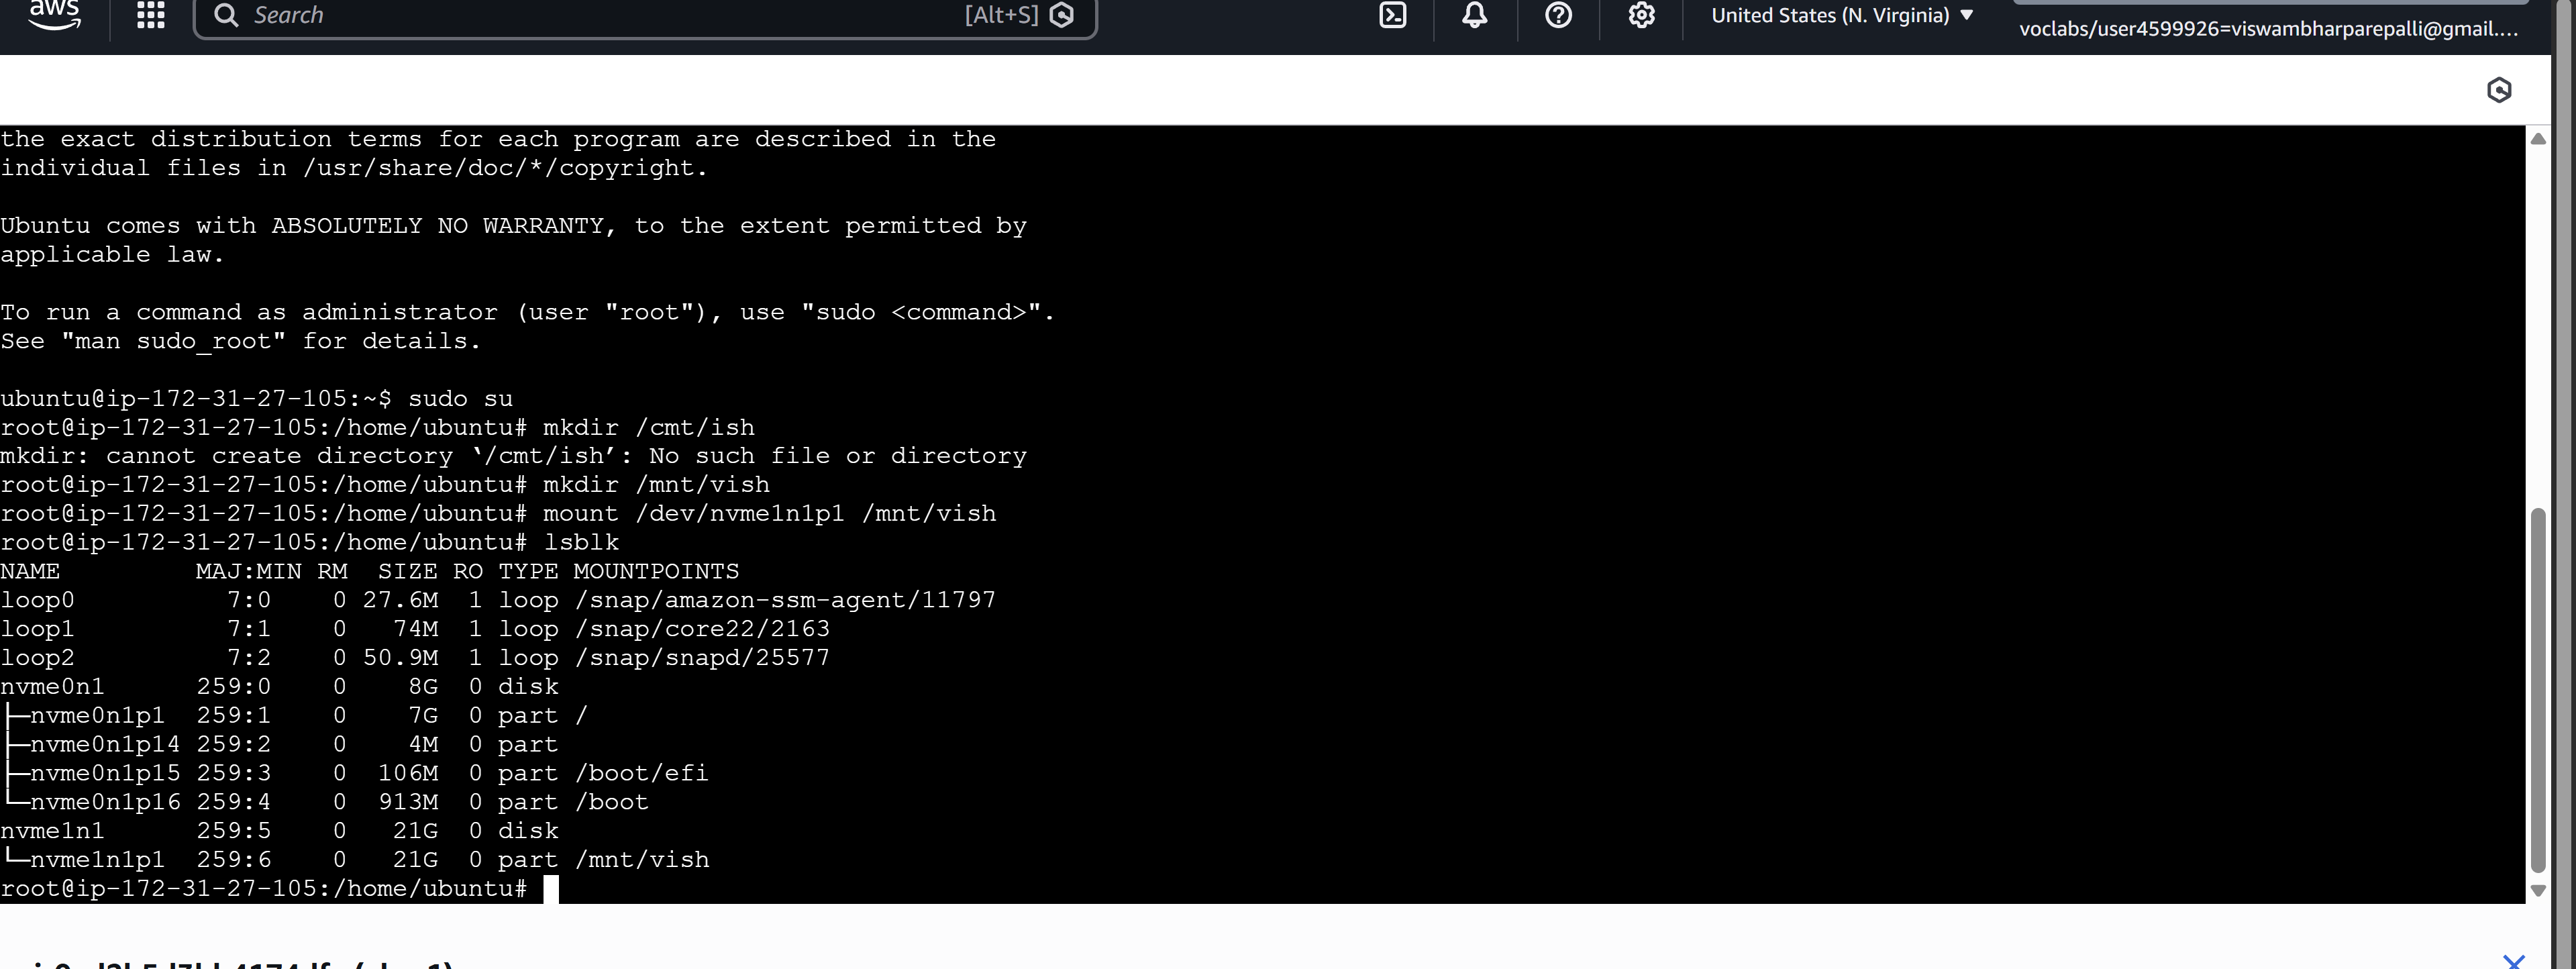 aws
Search
[Alt+S]
United States (N. Virginia)
voclabs/user4599926=viswambharparepalli@gmail....
the exact distribution terms for each program are described in the
individual files in /usr/share/doc/*/copyright.
Ubuntu comes with ABSOLUTELY NO WARRANTY, to the extent permitted by
applicable law.
To run a command as administrator (user "root"), use "sudo <command>".
See "man sudo_root" for details.
ubuntu@ip-172-31-27-105:~$ sudo su
root@ip-172-31-27-105:/home/ubuntu# mkdir /cmt/ish
mkdir: cannot create directory ‘/cmt/ish’: No such file or directory
root@ip-172-31-27-105:/home/ubuntu# mkdir /mnt/vish
root@ip-172-31-27-105:/home/ubuntu# mount /dev/nvme1n1p1 /mnt/vish
root@ip-172-31-27-105:/home/ubuntu# lsblk
NAME         MAJ:MIN RM  SIZE RO TYPE MOUNTPOINTS
loop0          7:0    0 27.6M  1 loop /snap/amazon-ssm-agent/11797
loop1          7:1    0   74M  1 loop /snap/core22/2163
loop2          7:2    0 50.9M  1 loop /snap/snapd/25577
nvme0n1      259:0    0    8G  0 disk
├─nvme0n1p1  259:1    0    7G  0 part /
├─nvme0n1p14 259:2    0    4M  0 part
├─nvme0n1p15 259:3    0  106M  0 part /boot/efi
└─nvme0n1p16 259:4    0  913M  0 part /boot
nvme1n1      259:5    0   21G  0 disk
└─nvme1n1p1  259:6    0   21G  0 part /mnt/vish
root@ip-172-31-27-105:/home/ubuntu#